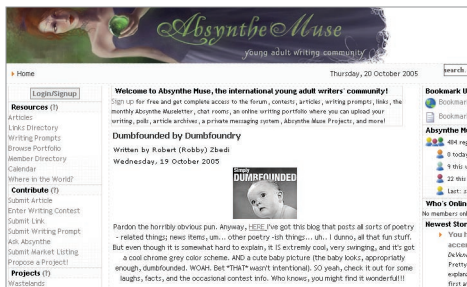 Absynthe Muse
young adult writing community
Home
Thursday, 20 October 2005
search
Login/Signup
Resources (?)
Articles
Links Directory
Writing Prompts
Browse Portfolio
Member Directory
Calendar
Where in the World?
Contribute (?)
Submit Article
Enter Writing Contest
Submit Link
Writing Prompt
Ask Absynthe
Submit Market Listing
Propose a Project!
Projects (?)
Wastelands
Welcome to Absynthe Muse, the international young adult writers' community!
Sign up for free and get complete access to the forum, contests, articles, writing prompts, links, the
monthly Absynthe Museletter, chat rooms, an online writing portfolio where you can upload your
writing, polls, article archives, a private messaging system, Absynthe Muse Projects, and more!
Dumbfounded by Dumbfoundry
Written by Robert (Robby) Zbedi
Wednesday, 19 October 2005
Simply
DUMBFOUNDED
Pardon the horribly obvious pun. Anyway, HERE I've got this blog that posts all sorts of poetry
- related things; news items, um... other poetry -ish things... uh.. I dunno, all that fun stuff.
But even though it is somewhat hard to explain, it IS extremly cool, very swinging, and it's got
a cool chrome grey color scheme. AND a cute baby picture (the baby looks, appropriatly
enough, dumbfounded. WOAH. Bet *THAT* wasn't intentional). SO yeah, check it out for some
laughs, facts, and the occasional contest info. Who knows, you might find it wonderful!!!
Bookmark U
Bookmar
Bookmar
Absynthe M
484 reg
0 today
9 this
22 this
Last:
Who's Onlin
No members onl
Newest Stor
You
accen
DeVon
Pretty
explan
first a